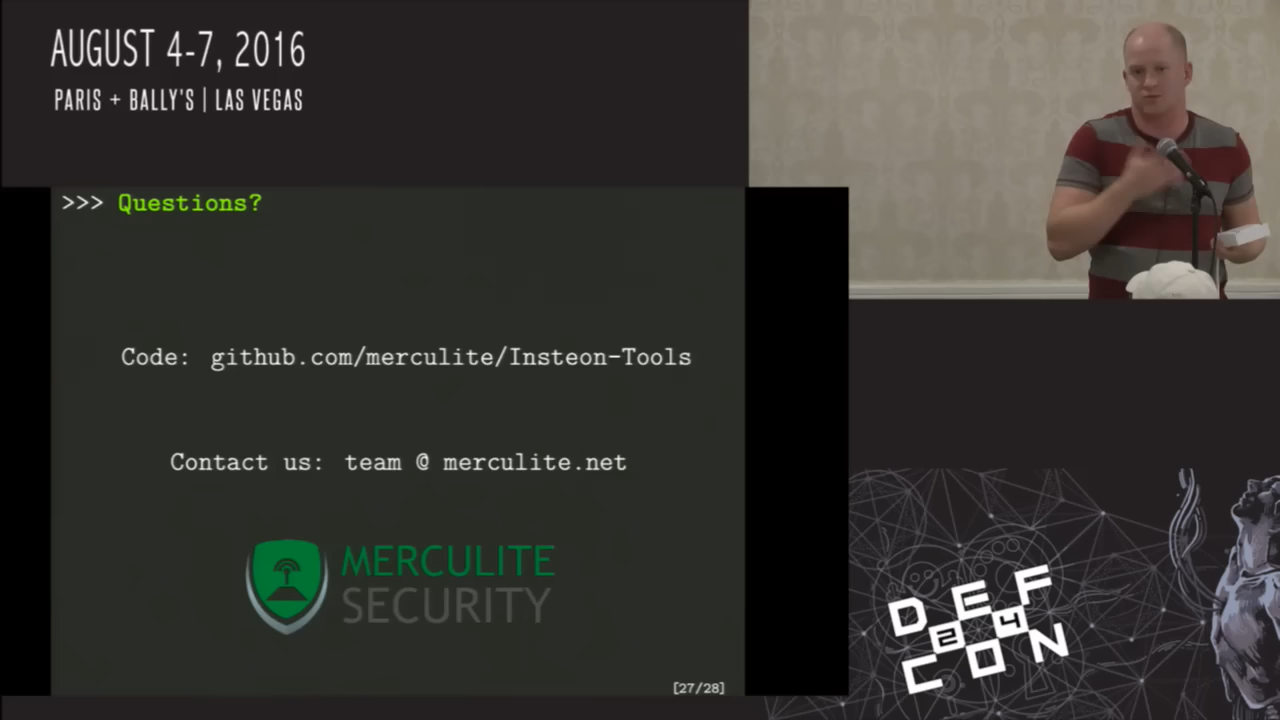 AUGUST 4-7, 2016
PARIS + BALLY'S | LAS VEGAS
>>> Questions?
Code: github.com/merculite/Insteon-Tools
Contact us: team @ merculite.net
MERCULITE
SECURITY
[27/28]
DEF
24
CON